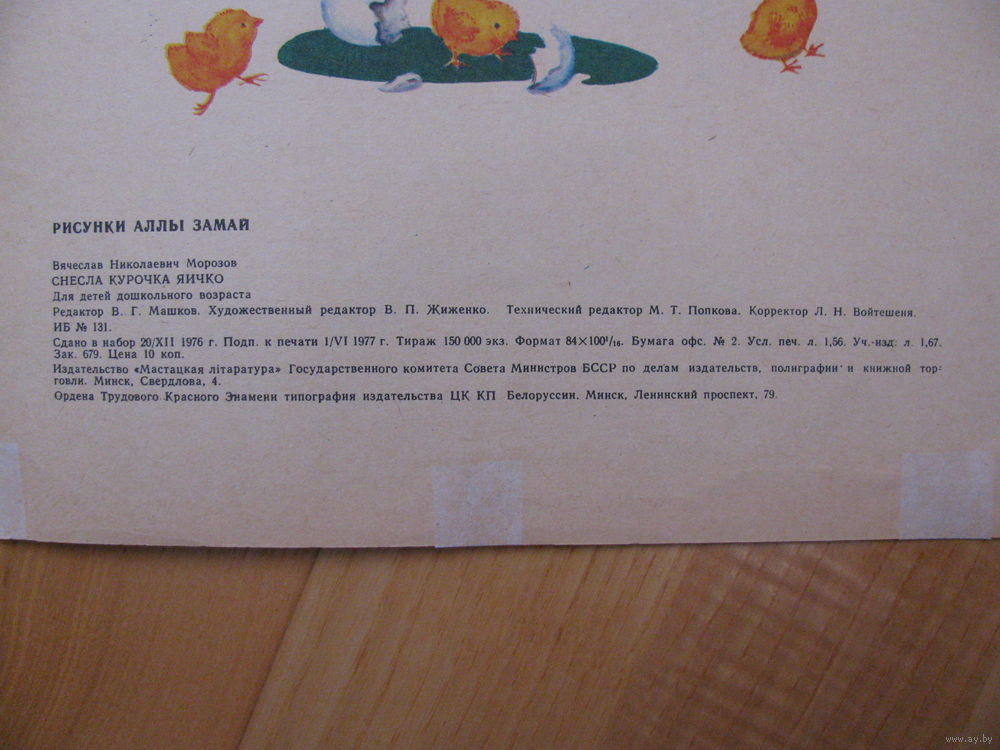 РИСУНКИ АЛЛЫ ЗАМАЙ
Вячеслав Николаевич Морозов
СНЕСЛА КУРОЧКА ЯИЧКО
Для детей дошкольного возраста
Редактор В. Г. Машков. Художественный редактор В. П. Жиженко. Технический редактор М. Т. Попкова. Корректор Л. Н. Войтешеня.
ИБ № 131.
Сдано в набор 20/XII 1976 г. Подп. к печати 1/VI 1977 г. Тираж 150 000 экз. Формат 84×100¹/₁₆. Бумага офс. № 2. Усл. печ. л. 1,56. Уч.-изд. л. 1,67.
Зак. 679. Цена 10 коп.
Издательство «Мастацкая літаратура» Государственного комитета Совета Министров БССР по делам издательств, полиграфии и книжной тор-
говли. Минск, Свердлова, 4.
Ордена Трудового Красного Знамени типография издательства ЦК КП Белоруссии. Минск, Ленинский проспект, 79.
www.ay.by